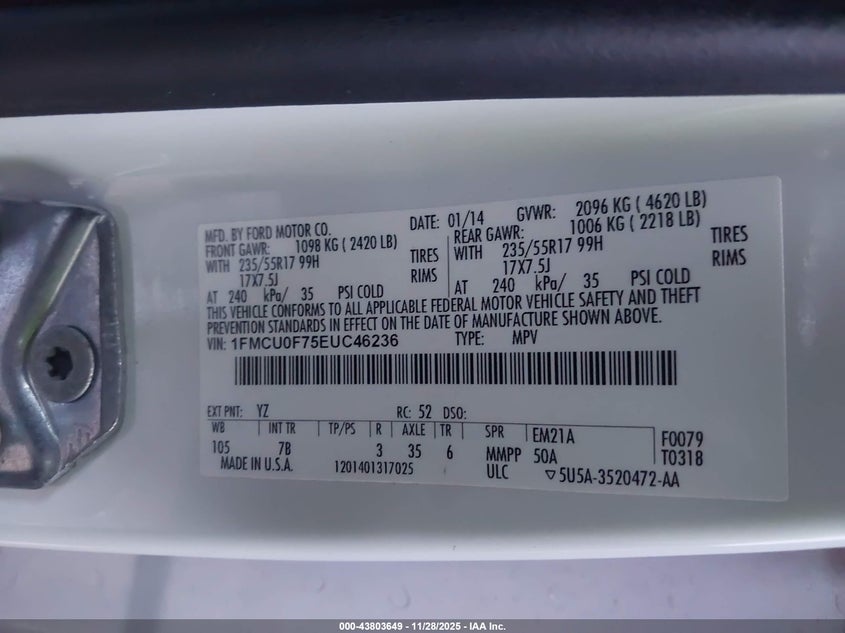 MFD. BY FORD MOTOR CO. DATE: 01/14 GVWR: 2096 KG ( 4620 LB)
FRONT GAWR: 1098 KG ( 2420 LB) REAR GAWR: 1006 KG ( 2218 LB)
WITH 235/55R17 99H TIRES WITH 235/55R17 99H TIRES
17X7.5J RIMS 17X7.5J RIMS
AT 240 kPa/ 35 PSI COLD AT 240 kPa/ 35 PSI COLD
THIS VEHICLE CONFORMS TO ALL APPLICABLE FEDERAL MOTOR VEHICLE SAFETY AND THEFT
PREVENTION STANDARDS IN EFFECT ON THE DATE OF MANUFACTURE SHOWN ABOVE.
VIN: 1FMCU0F75EUC46236 TYPE: MPV
EXT PNT: YZ RC: 52 DSO:
WB INT TR TP/PS R AXLE TR SPR EM21A F0079
105 7B 3 35 6 MMPP 50A T0318
MADE IN U.S.A. 1201401317025 ULC ▽5U5A-3520472-AA
000-43803649 - 11/28/2025 - IAA Inc.